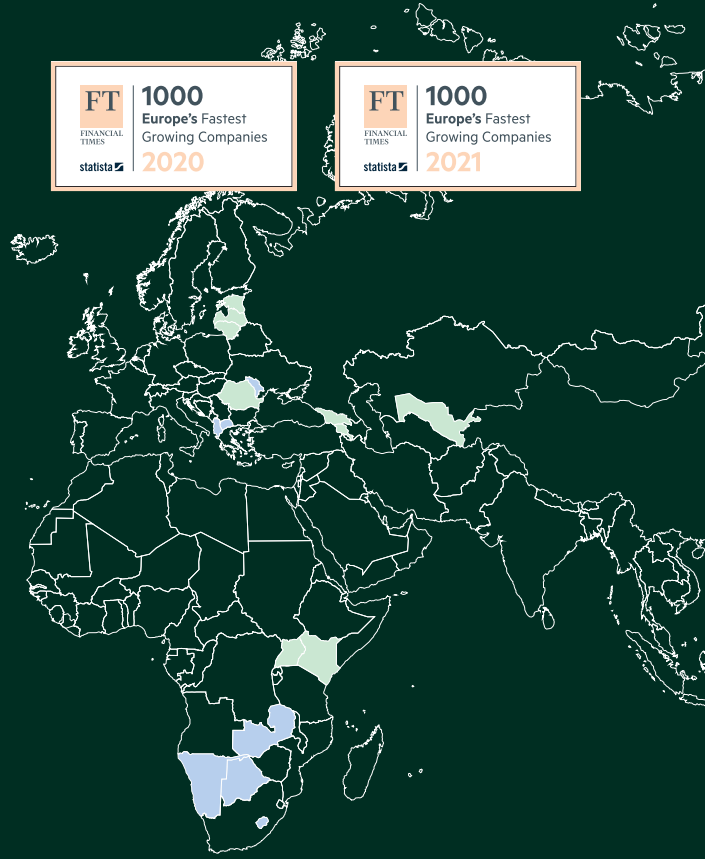 FT
FINANCIAL
TIMES
statista
1000
Europe's Fastest
Growing Companies
2020
FT
FINANCIAL
TIMES
statista
1000
Europe's Fastest
Growing Companies
2021